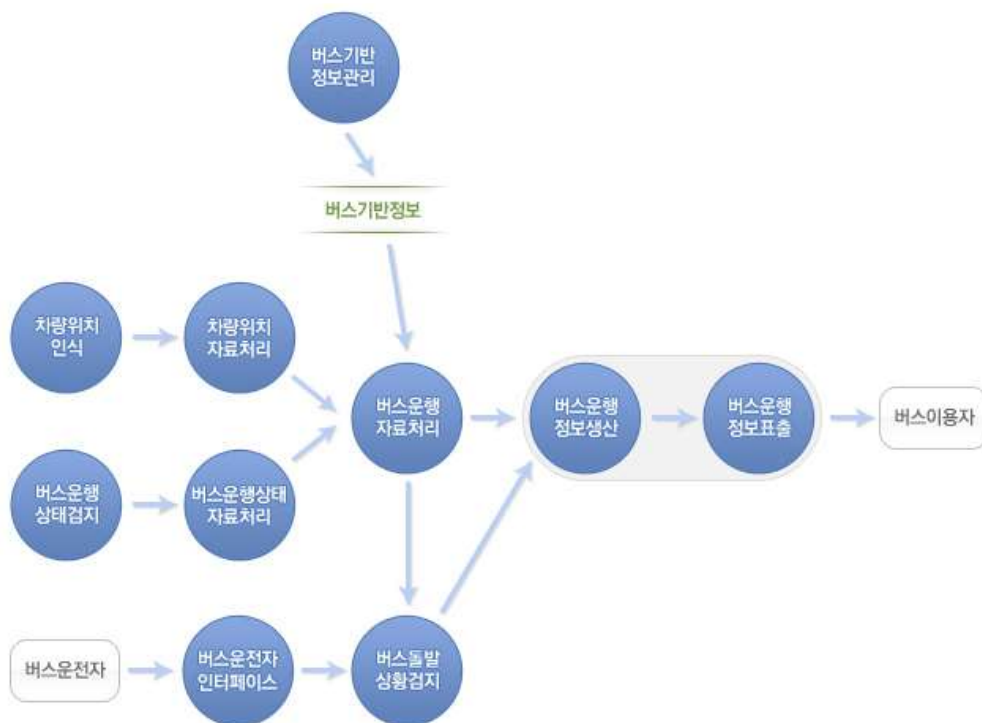 버스기반
정보관리
버스기반정보
차량위치
인식
차량위치
자료처리
버스운행
자료처리
버스운행
정보생산
버스운행
정보표출
버스이용자
버스운행
상태검지
버스운행상태
자료처리
버스운전자
버스운전자
인터페이스
버스돌발
상황검지